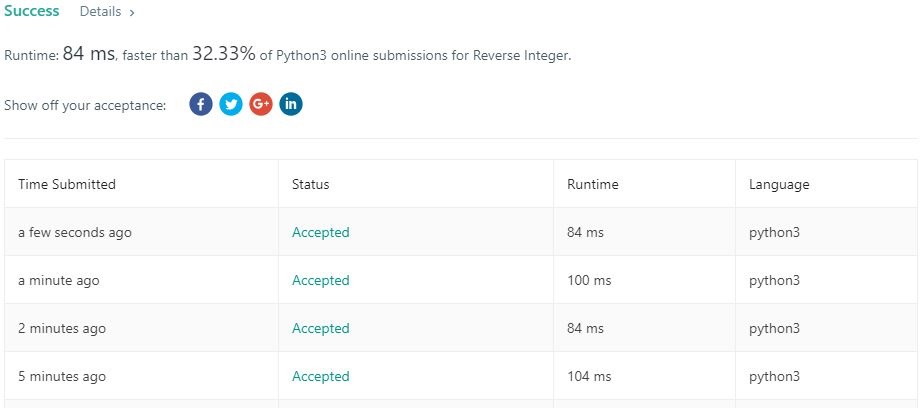 Success Details >
Runtime: 84 ms, faster than 32.33% of Python3 online submissions for Reverse Integer.
Show off your acceptance: f G+ in
Time Submitted Status Runtime Language
a few seconds ago Accepted 84 ms python3
a minute ago Accepted 100 ms python3
2 minutes ago Accepted 84 ms python3
5 minutes ago Accepted 104 ms python3